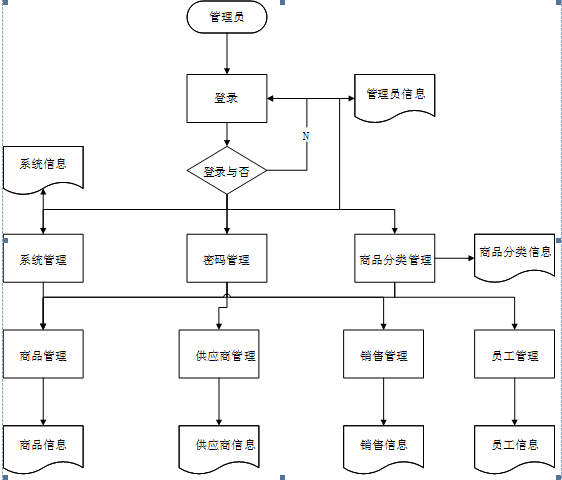 管理员
登录
管理员信息
N
系统信息
登录与否
系统管理
密码管理
商品分类管理
商品分类信息
商品管理
供应商管理
销售管理
员工管理
商品信息
供应商信息
销售信息
员工信息